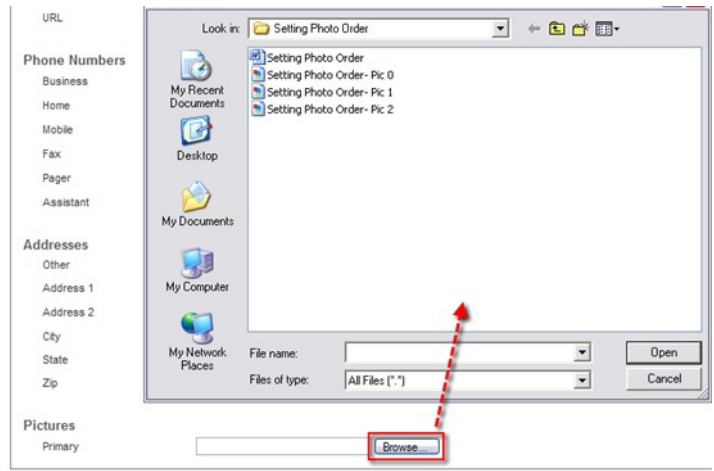 URL
Phone Numbers
Business
Home
Mobile
Fax
Pager
Assistant
Addresses
Other
Address 1
Address 2
City
State
Zip
Pictures
Primary
Browse...
Look in:
Setting Photo Order
My Recent
Documents
Desktop
My Documents
My Computer
My Network
Places
Setting Photo Order
Setting Photo Order- Pic 0
Setting Photo Order- Pic 1
Setting Photo Order- Pic 2
File name:
Open
Files of type:
All Files (*.*)
Cancel